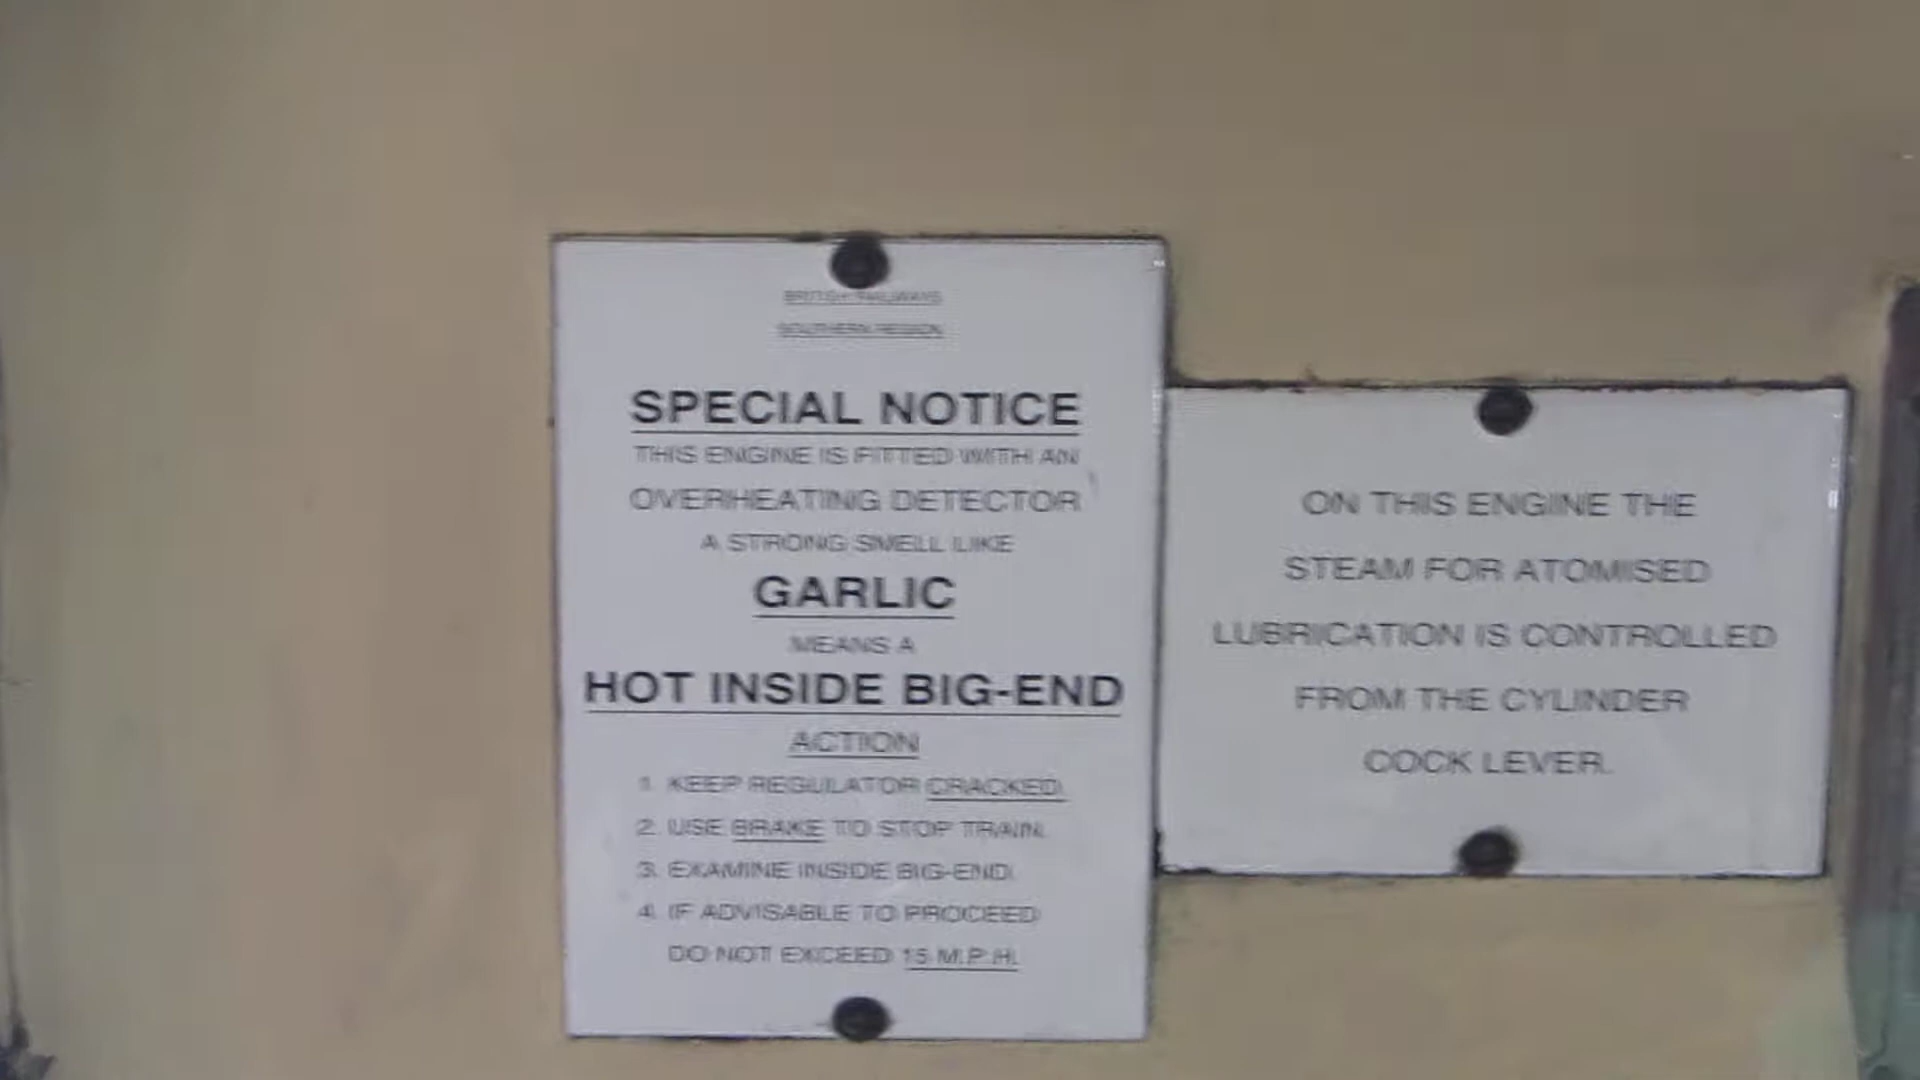 BRITISH RAILWAYS
SOUTHERN REGION
SPECIAL NOTICE
THIS ENGINE IS FITTED WITH AN
OVERHEATING DETECTOR
A STRONG SMELL LIKE
GARLIC
MEANS A
HOT INSIDE BIG-END
ACTION
1. KEEP REGULATOR CRACKED.
2. USE BRAKE TO STOP TRAIN.
3. EXAMINE INSIDE BIG-END.
4. IF ADVISABLE TO PROCEED
DO NOT EXCEED 15 M.P.H.
ON THIS ENGINE THE
STEAM FOR ATOMISED
LUBRICATION IS CONTROLLED
FROM THE CYLINDER
COCK LEVER.